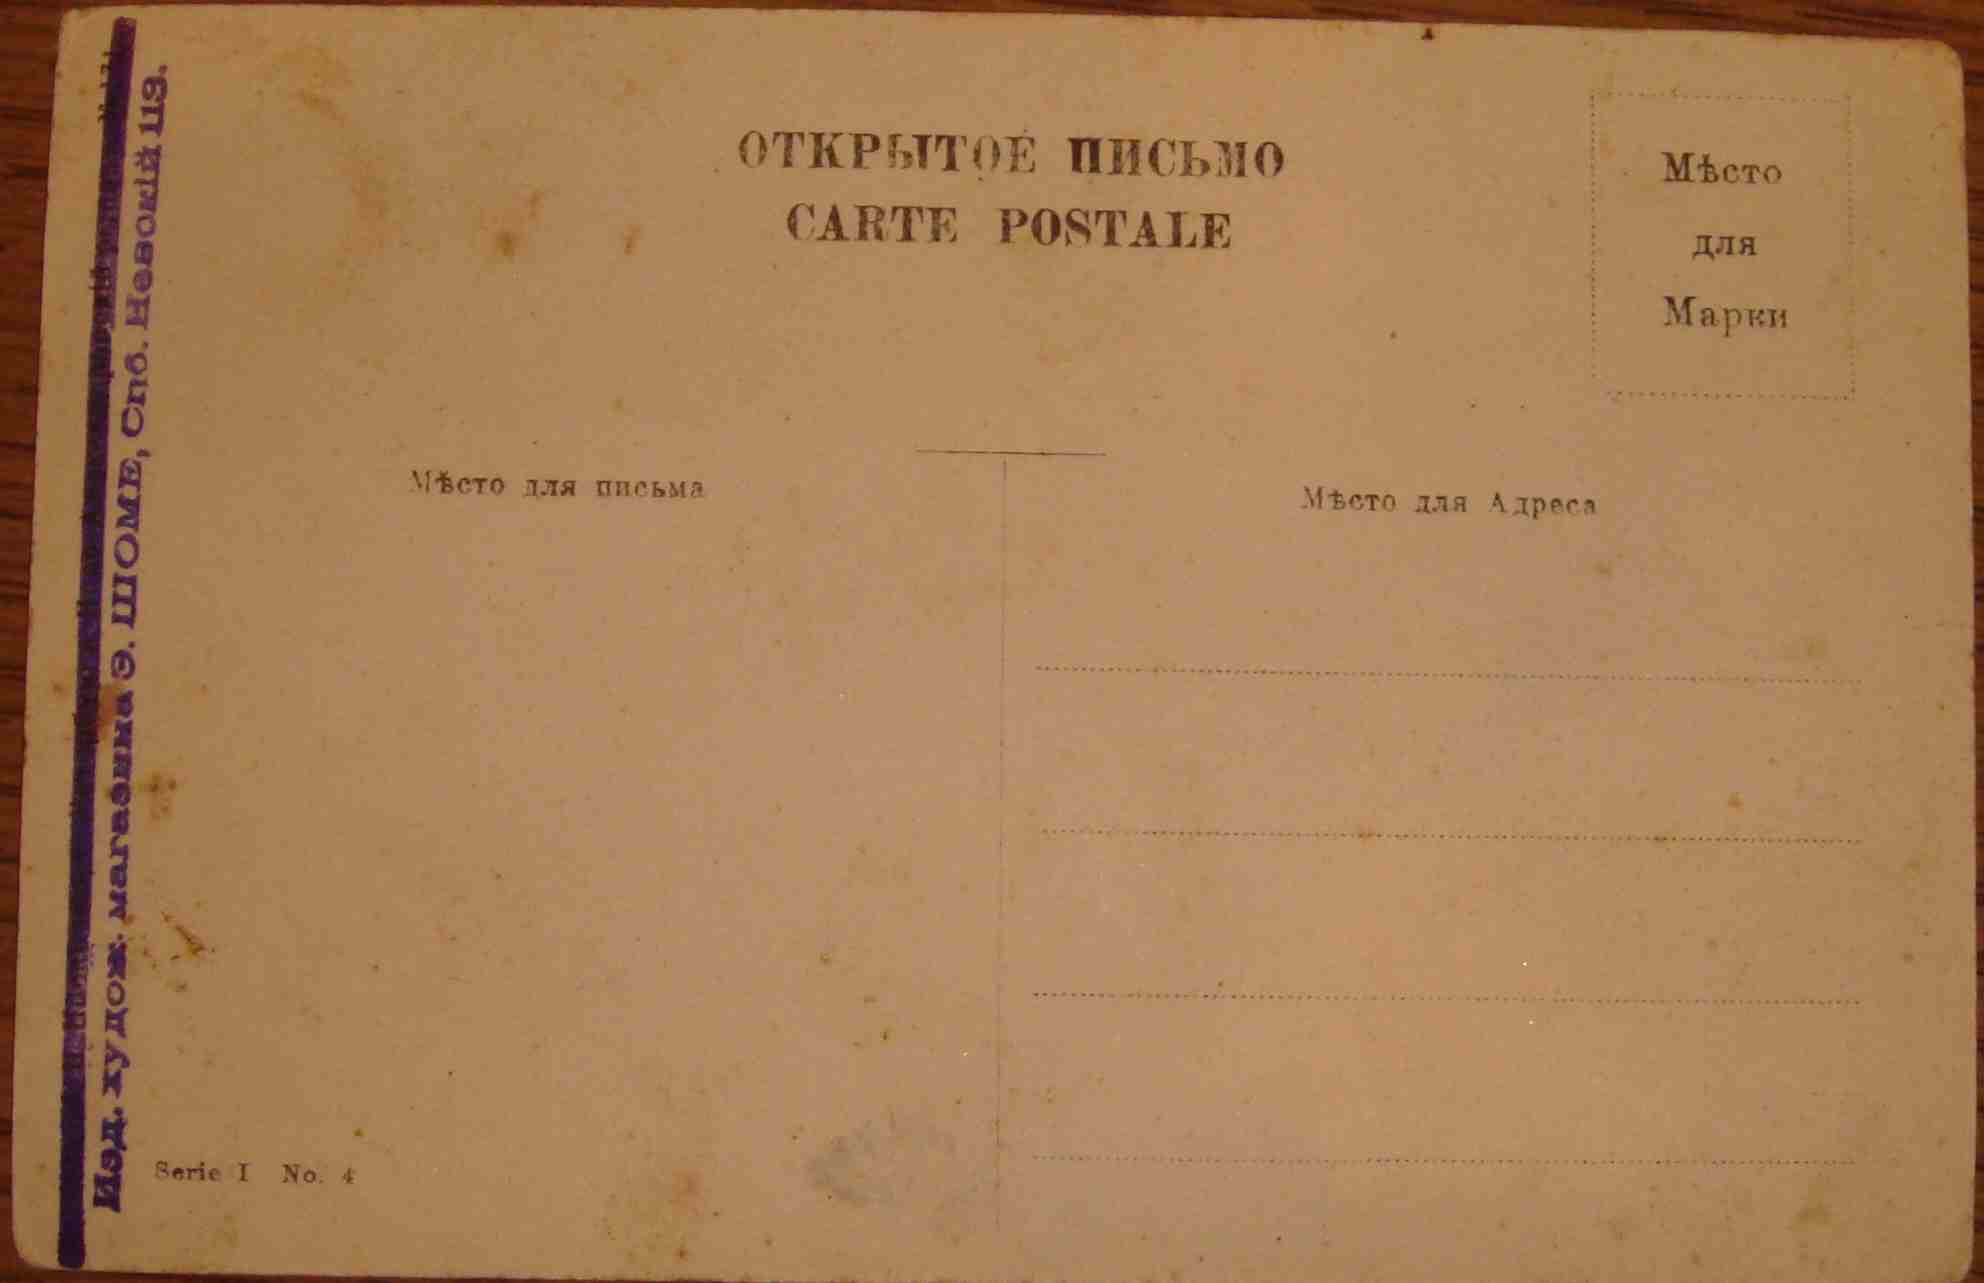 ОТКРЫТОЕ ПИСЬМО
CARTE POSTALE
Мѣсто
для
Марки
Мѣсто для письма
Мѣсто для Адреса
Изд. худож. магазина Э. ШОМЕ, Спб. Невскій 119.
Serie I No. 4